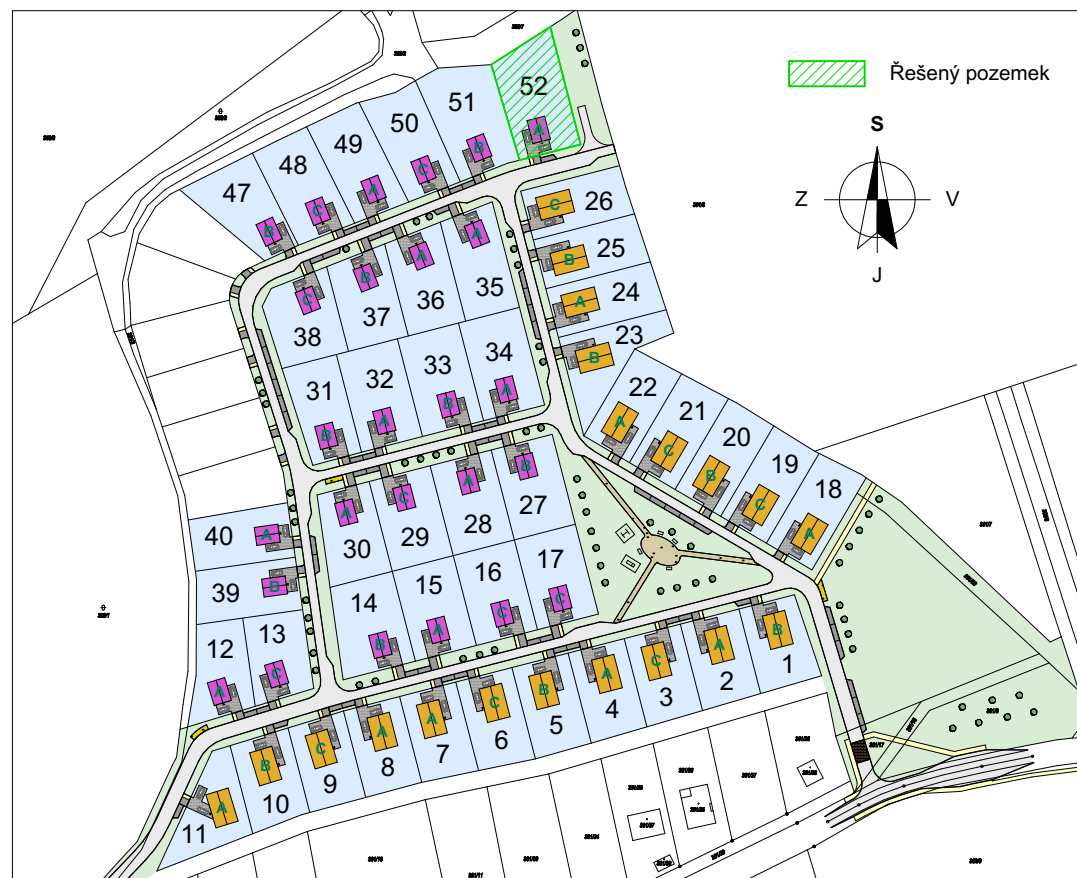 Řešený pozemek
S
Z
V
J
52
A
51
B
50
C
49
A
48
C
47
B
26
C
25
B
24
A
23
B
35
A
36
A
37
B
38
C
34
A
33
B
32
A
31
B
22
A
21
C
20
B
19
C
18
A
27
B
28
A
29
C
30
A
40
A
39
B
17
C
16
C
15
A
14
B
13
C
12
A
1
B
2
A
3
C
4
A
5
B
6
C
7
A
8
A
9
C
10
B
11
A